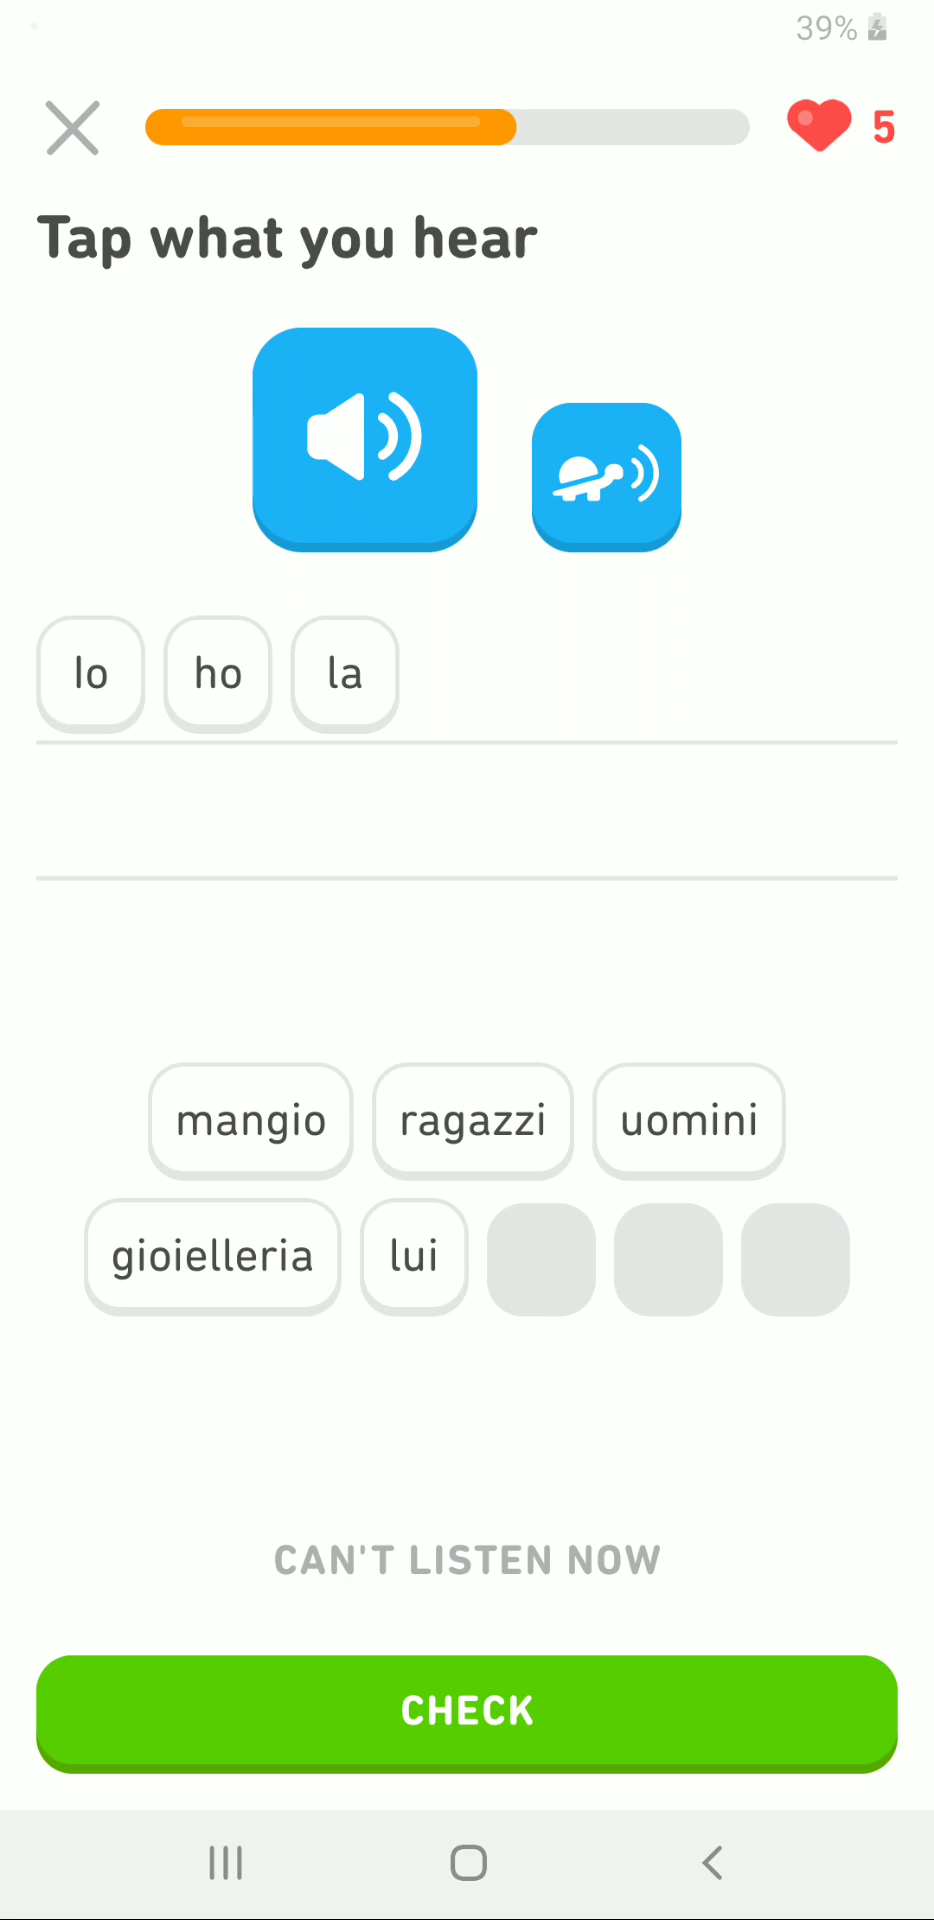 39%
5
Tap what you hear
lo ho la
mangio ragazzi uomini
gioielleria lui
CAN'T LISTEN NOW
CHECK